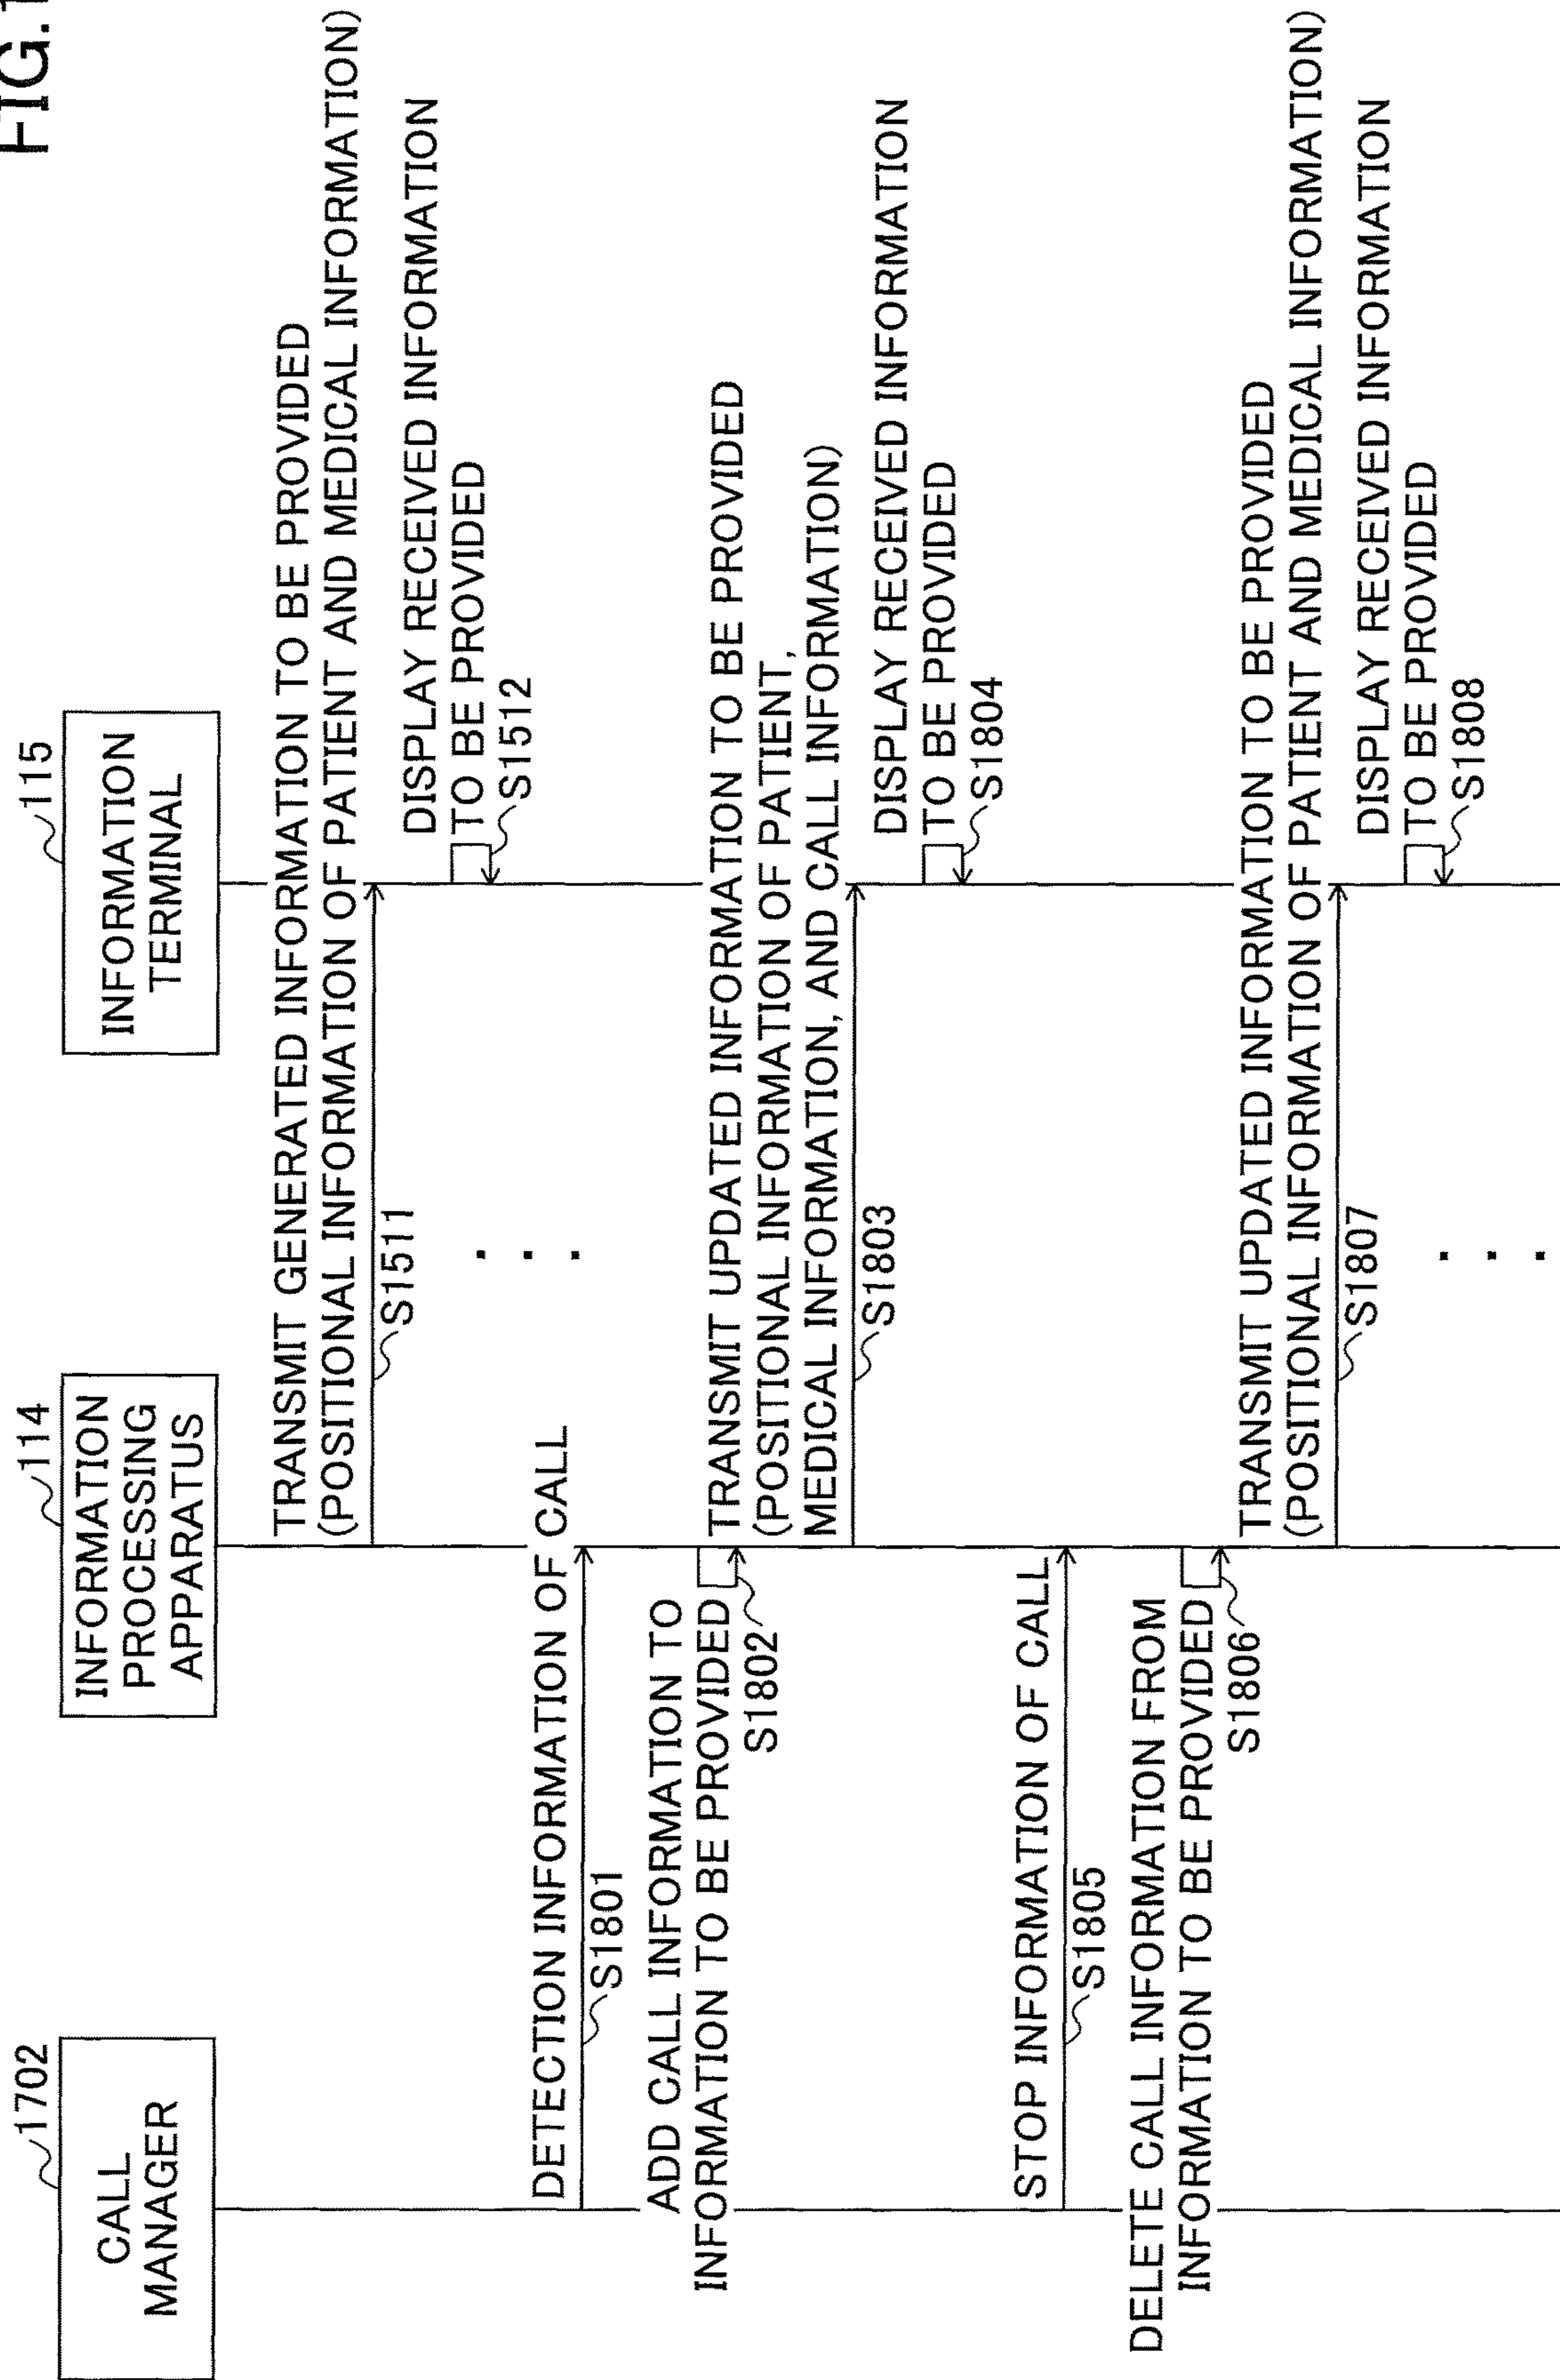 FIG.1
1702
CALL
MANAGER
114
INFORMATION
PROCESSING
APPARATUS
115
INFORMATION
TERMINAL
TRANSMIT GENERATED INFORMATION TO BE PROVIDED
(POSITIONAL INFORMATION OF PATIENT AND MEDICAL INFORMATION)
S1511
DISPLAY RECEIVED INFORMATION
TO BE PROVIDED
S1512
DETECTION INFORMATION OF CALL
S1801
ADD CALL INFORMATION TO
INFORMATION TO BE PROVIDED
S1802
TRANSMIT UPDATED INFORMATION TO BE PROVIDED
(POSITIONAL INFORMATION OF PATIENT,
MEDICAL INFORMATION, AND CALL INFORMATION)
S1803
DISPLAY RECEIVED INFORMATION
TO BE PROVIDED
S1804
STOP INFORMATION OF CALL
S1805
DELETE CALL INFORMATION FROM
INFORMATION TO BE PROVIDED
S1806
TRANSMIT UPDATED INFORMATION TO BE PROVIDED
(POSITIONAL INFORMATION OF PATIENT AND MEDICAL INFORMATION)
S1807
DISPLAY RECEIVED INFORMATION
TO BE PROVIDED
S1808